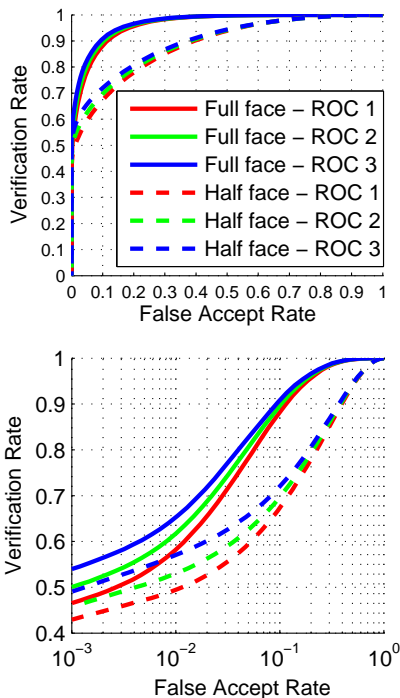 1
0.9
0.8
0.7
0.6
0.5
0.4
0.3
0.2
0.1
0
Verification Rate
Full face – ROC 1
Full face – ROC 2
Full face – ROC 3
Half face – ROC 1
Half face – ROC 2
Half face – ROC 3
0 0.1 0.2 0.3 0.4 0.5 0.6 0.7 0.8 0.9 1
False Accept Rate
1
0.9
0.8
0.7
0.6
0.5
0.4
Verification Rate
10⁻³ 10⁻² 10⁻¹ 10⁰
False Accept Rate